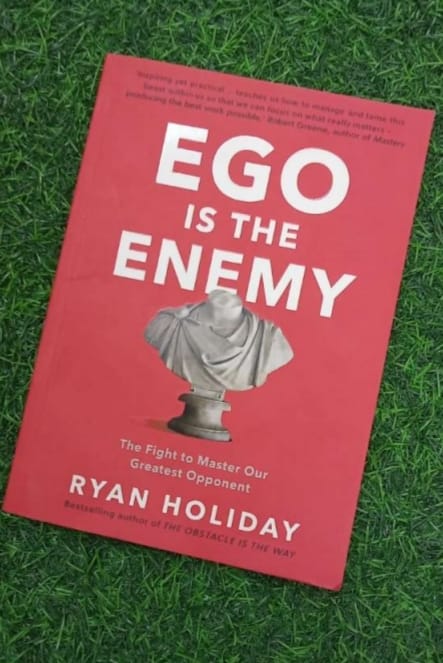 'Inspiring yet practical – teaches us how to manage and tame this
beast within us so that we can focus on what really matters –
producing the best work possible.' Robert Greene, author of Mastery
EGO
IS THE
ENEMY
The Fight to Master Our
Greatest Opponent
RYAN HOLIDAY
Bestselling author of THE OBSTACLE IS THE WAY